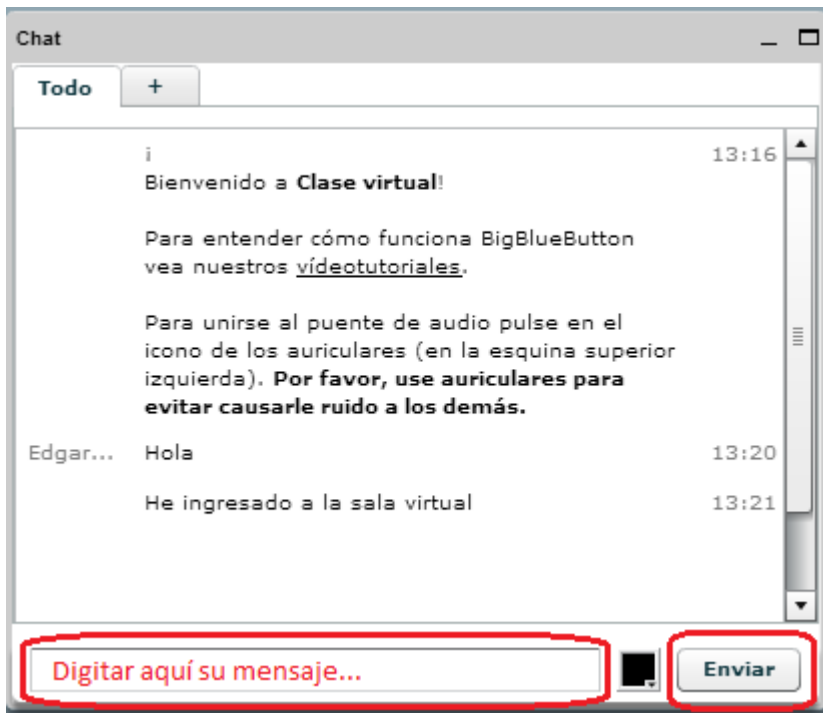 Chat
Todo +
i 13:16
Bienvenido a Clase virtual!
Para entender cómo funciona BigBlueButton
vea nuestros vídeotutoriales.
Para unirse al puente de audio pulse en el
icono de los auriculares (en la esquina superior
izquierda). Por favor, use auriculares para
evitar causarle ruido a los demás.
Edgar... Hola 13:20
He ingresado a la sala virtual 13:21
Digitar aquí su mensaje... Enviar